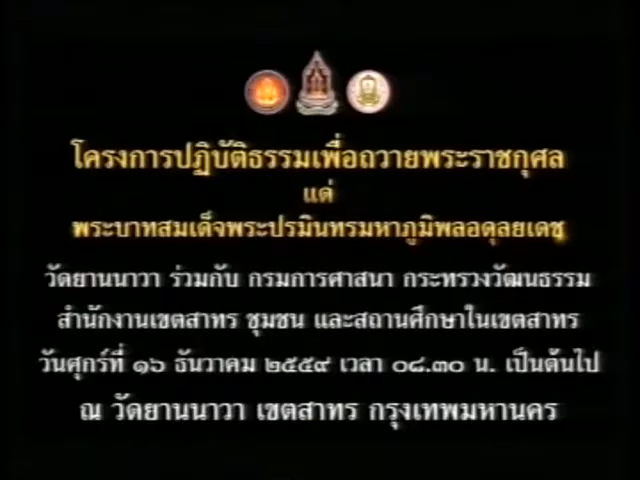 โครงการปฏิบัติธรรมเพื่อถวายพระราชกุศล
แด่
พระบาทสมเด็จพระปรมินทรมหาภูมิพลอดุลยเดช
วัดยานนาวา ร่วมกับ กรมการศาสนา กระทรวงวัฒนธรรม
สำนักงานเขตสาทร ชุมชน และสถานศึกษาในเขตสาทร
วันศุกร์ที่ ๑๖ ธันวาคม ๒๕๕๙ เวลา ๐๘.๓๐ น. เป็นต้นไป
ณ วัดยานนาวา เขตสาทร กรุงเทพมหานคร